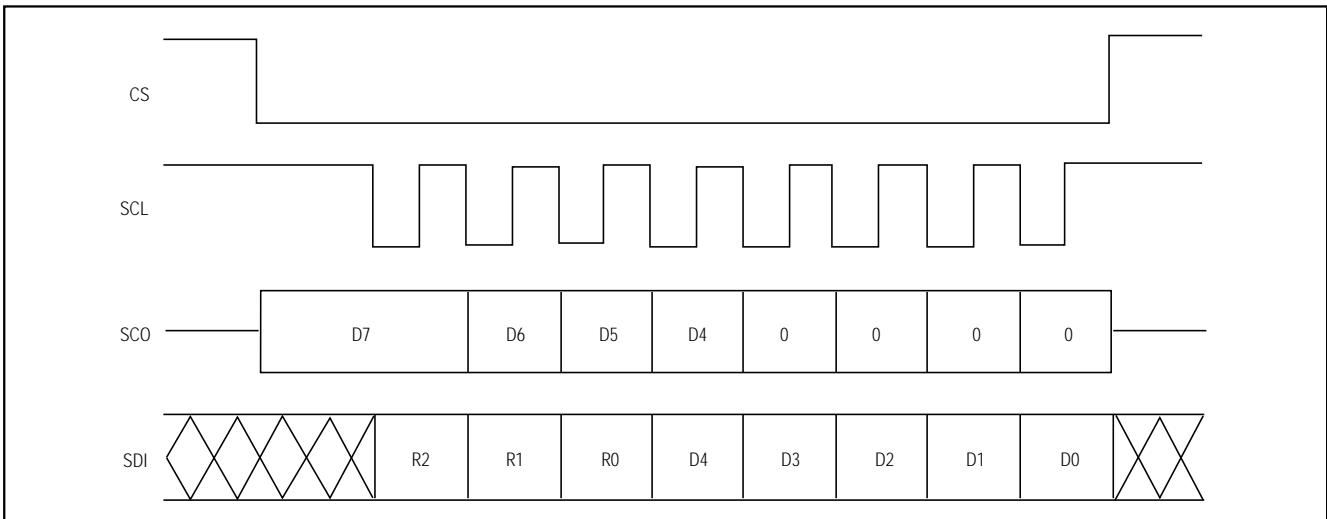 CS
SCL
SCO D7 D6 D5 D4 0 0 0 0
SDI R2 R1 R0 D4 D3 D2 D1 D0